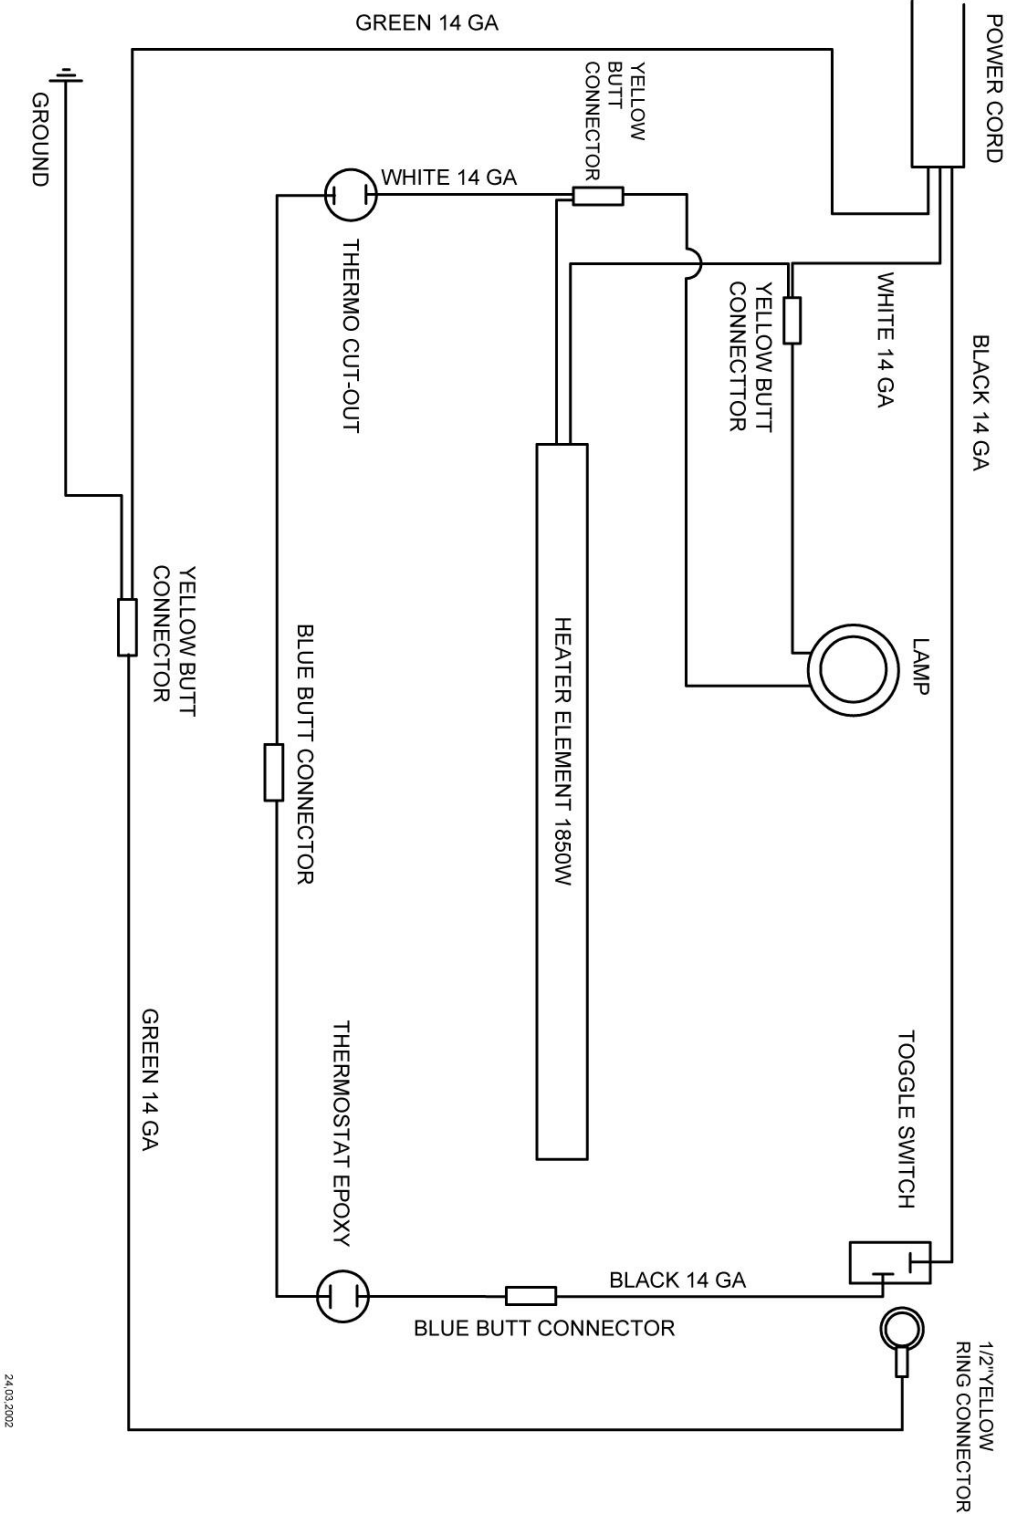 GREEN 14 GA
POWER CORD
GROUND
YELLOW
BUTT
CONNECTOR
WHITE 14 GA
THERMO CUT-OUT
YELLOW BUTT
CONNECTTOR
WHITE 14 GA
BLACK 14 GA
YELLOW BUTT
CONNECTOR
BLUE BUTT CONNECTOR
HEATER ELEMENT 1850W
LAMP
GREEN 14 GA
THERMOSTAT EPOXY
TOGGLE SWITCH
BLACK 14 GA
BLUE BUTT CONNECTOR
1/2"YELLOW
RING CONNECTOR
24,03,2002